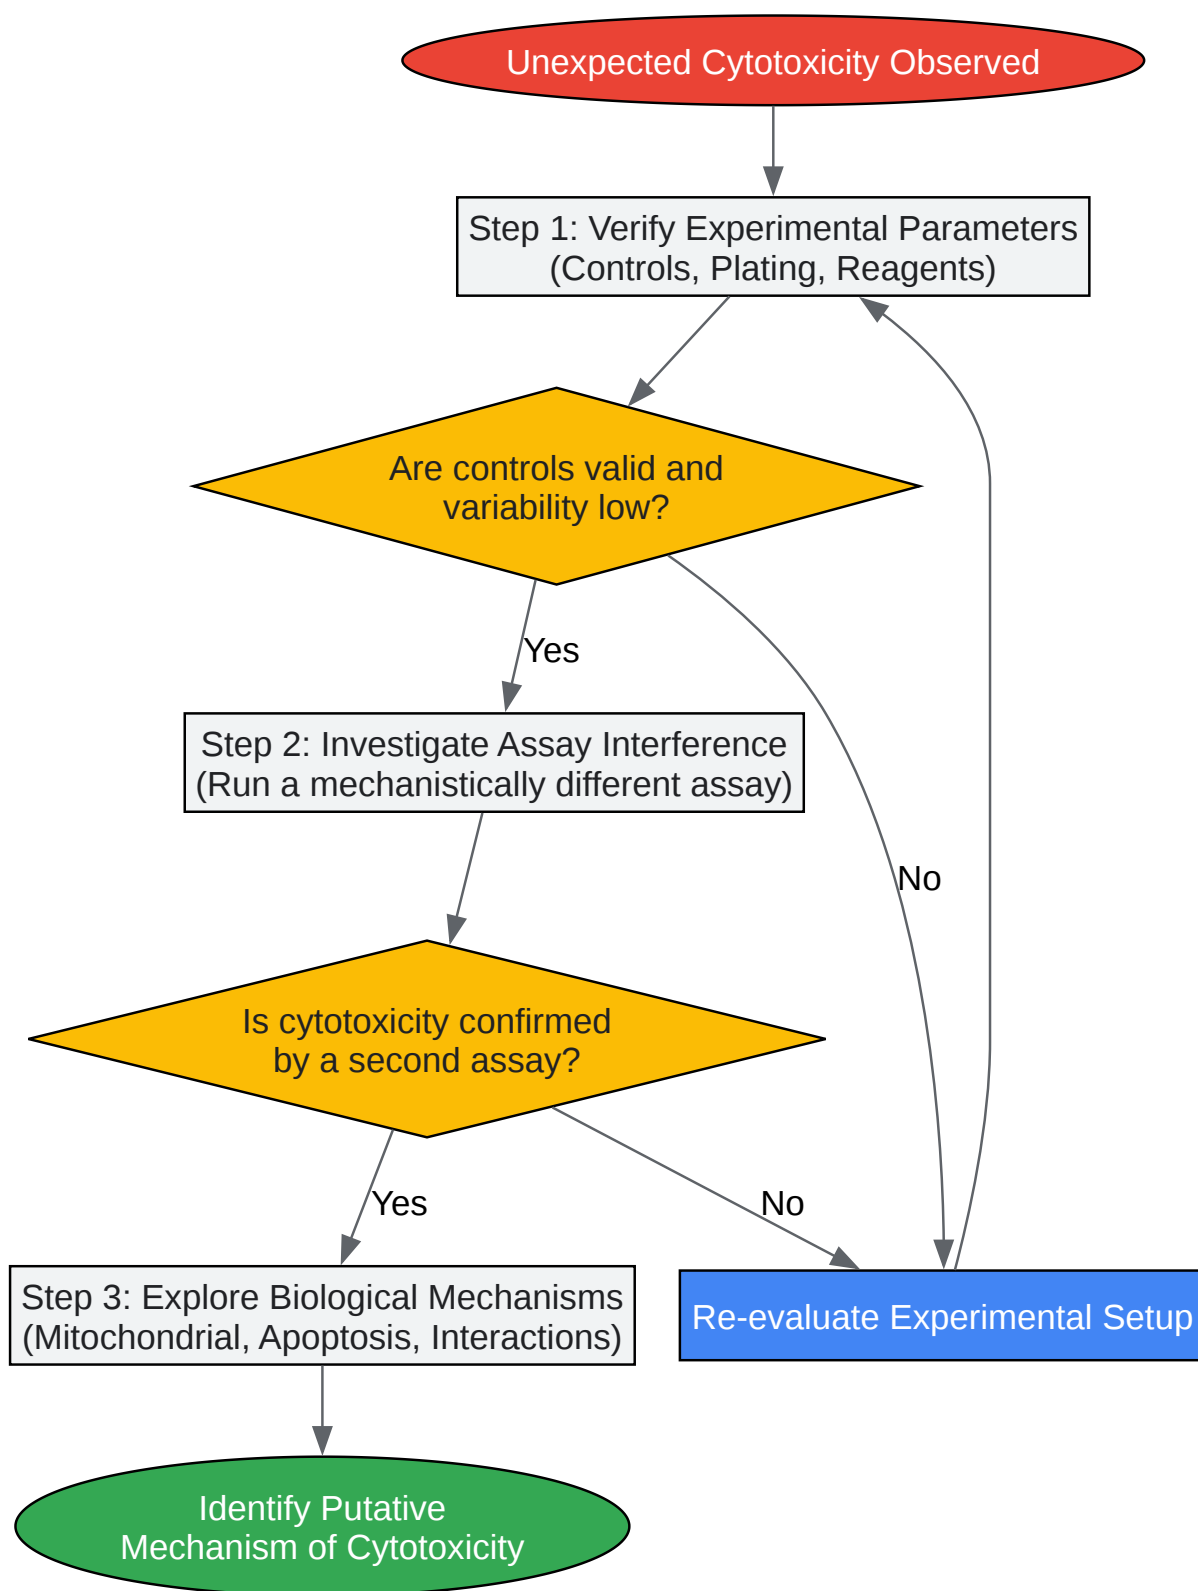 Unexpected Cytotoxicity Observed
Step 1: Verify Experimental Parameters
(Controls, Plating, Reagents)
Are controls valid and
variability low?
Yes
Step 2: Investigate Assay Interference
(Run a mechanistically different assay)
No
Is cytotoxicity confirmed
by a second assay?
Yes
No
Step 3: Explore Biological Mechanisms
(Mitochondrial, Apoptosis, Interactions)
Re-evaluate Experimental Setup
Identify Putative
Mechanism of Cytotoxicity